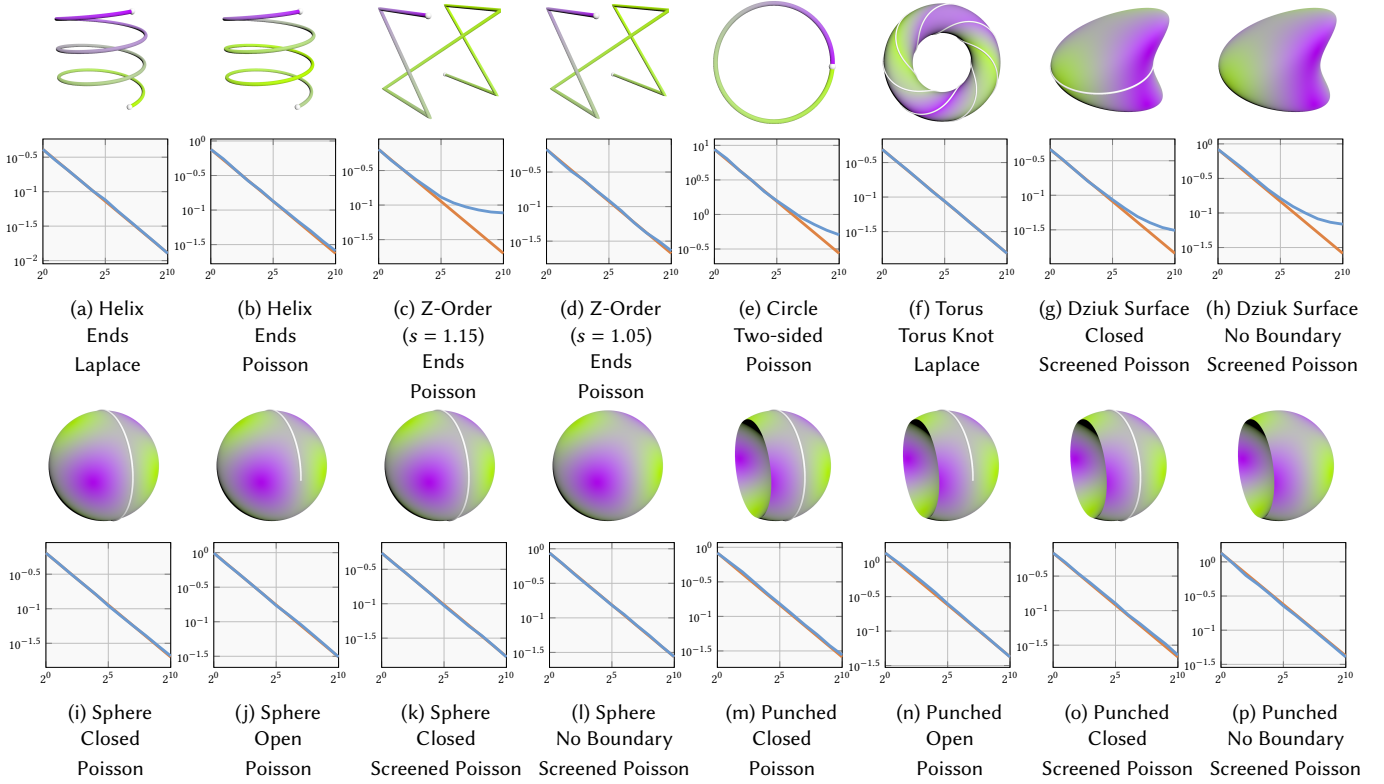 10^−0.5 10^0 10^−0.5 10^−0.5 10^1 10^−0.5 10^−0.5 10^0
10^−1 10^−0.5 10^−1 10^−1 10^0.5 10^−1 10^−1 10^−0.5
10^−1.5 10^−1 10^−1.5 10^−1.5 10^0 10^−1.5 10^−1.5 10^−1
10^−2 10^−1.5 10^−0.5 10^−1.5
2^0 2^5 2^10 2^0 2^5 2^10 2^0 2^5 2^10 2^0 2^5 2^10 2^0 2^5 2^10 2^0 2^5 2^10 2^0 2^5 2^10 2^0 2^5 2^10
(a) Helix
Ends
Laplace
(b) Helix
Ends
Poisson
(c) Z-Order
(s = 1.15)
Ends
Poisson
(d) Z-Order
(s = 1.05)
Ends
Poisson
(e) Circle
Two-sided
Poisson
(f) Torus
Torus Knot
Laplace
(g) Dziuk Surface
Closed
Screened Poisson
(h) Dziuk Surface
No Boundary
Screened Poisson
10^−0.5 10^0 10^−0.5 10^0 10^0 10^0 10^−0.5 10^0
10^−1 10^−0.5 10^−1 10^−0.5 10^−0.5 10^−0.5 10^−1 10^−0.5
10^−1.5 10^−1 10^−1.5 10^−1 10^−1 10^−1 10^−1.5 10^−1
10^−1.5 10^−1.5 10^−1.5 10^−1.5 10^−1.5
2^0 2^5 2^10 2^0 2^5 2^10 2^0 2^5 2^10 2^0 2^5 2^10 2^0 2^5 2^10 2^0 2^5 2^10 2^0 2^5 2^10 2^0 2^5 2^10
(i) Sphere
Closed
Poisson
(j) Sphere
Open
Poisson
(k) Sphere
Closed
Screened Poisson
(l) Sphere
No Boundary
Screened Poisson
(m) Punched
Closed
Poisson
(n) Punched
Open
Poisson
(o) Punched
Closed
Screened Poisson
(p) Punched
No Boundary
Screened Poisson